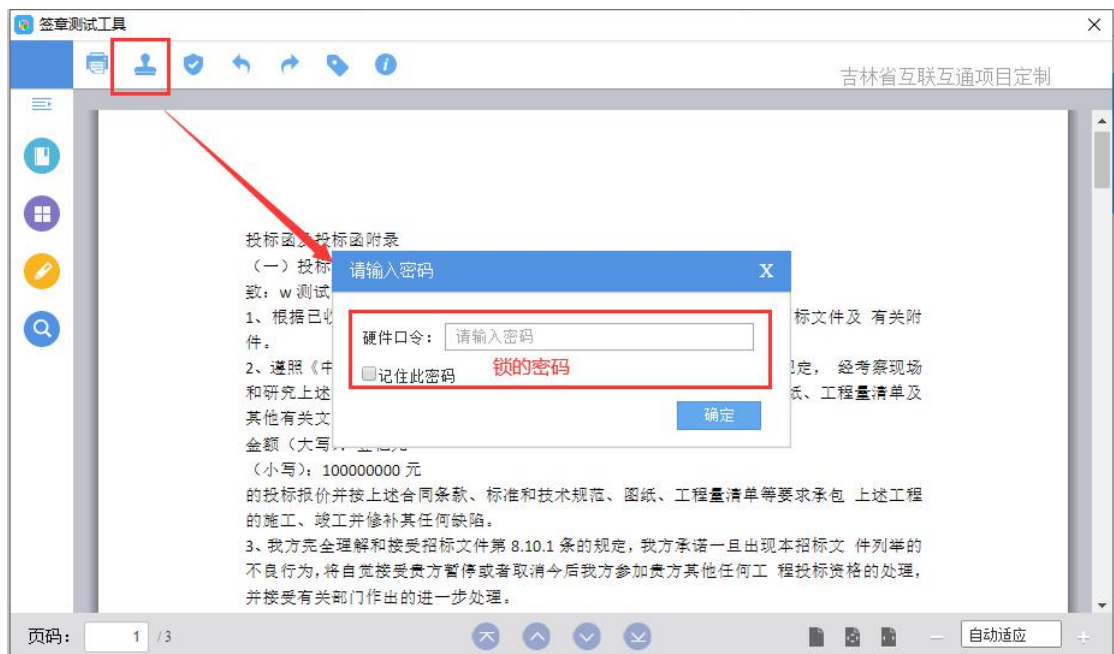 签章测试工具
吉林省互联互通项目定制
投标函及投标函附录
（一）投标
请输入密码 X
致：w 测试
1、根据已收 标文件及 有关附
件。
硬件口令： 请输入密码
2、遵照《中 定， 经考察现场
记住此密码 锁的密码
和研究上述 纸、工程量清单及
其他有关文
确定
金额（大写
（小写）：100000000 元
的投标报价并按上述合同条款、标准和技术规范、图纸、工程量清单等要求承包 上述工程
的施工、竣工并修补其任何缺陷。
3、我方完全理解和接受招标文件第 8.10.1 条的规定，我方承诺一旦出现本招标文 件列举的
不良行为，将自觉接受贵方暂停或者取消今后我方参加贵方其他任何工 程投标资格的处理，
并接受有关部门作出的进一步处理。
页码： 1 /3 自动适应